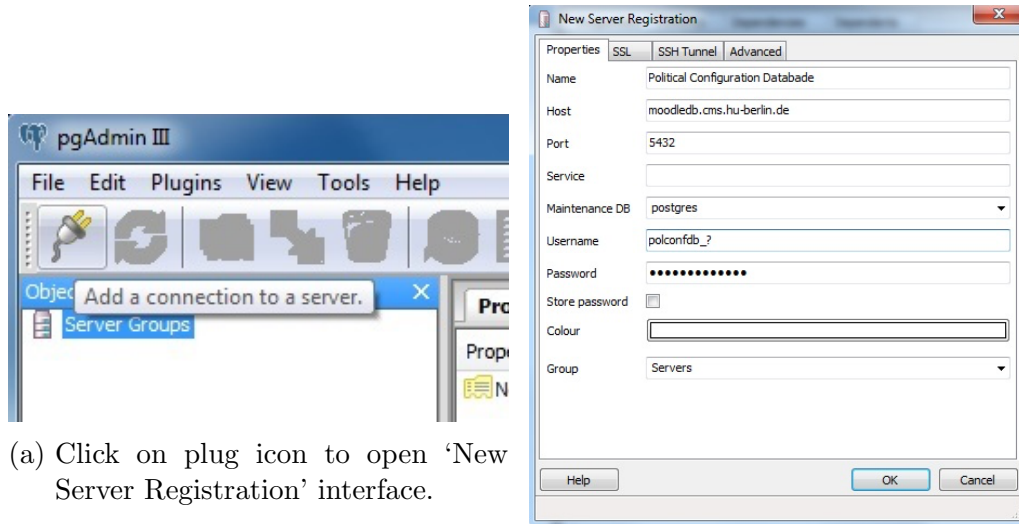 pgAdmin III
File Edit Plugins View Tools Help
Add a connection to a server.
Server Groups
(a) Click on plug icon to open ‘New
Server Registration’ interface.
New Server Registration
Properties SSL SSH Tunnel Advanced
Name Political Configuration Databade
Host moodledb.cms.hu-berlin.de
Port 5432
Service
Maintenance DB postgres
Username polconfdb_?
Password •••••••••••••
Store password
Colour
Group Servers
Help OK Cancel